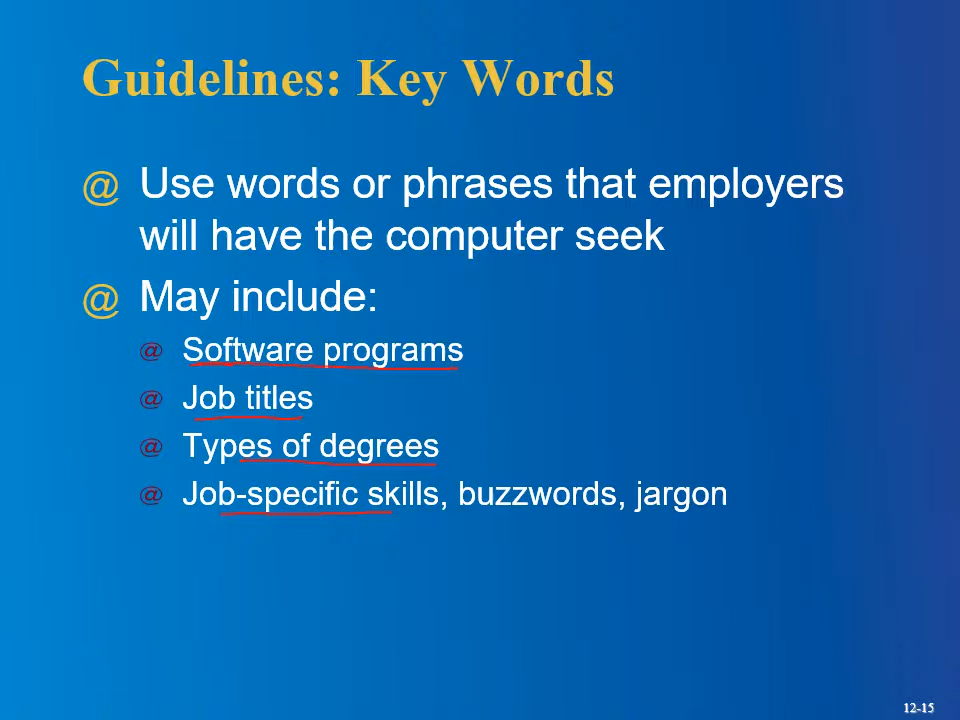 Guidelines: Key Words
@ Use words or phrases that employers
will have the computer seek
@ May include:
@ Software programs
@ Job titles
@ Types of degrees
@ Job-specific skills, buzzwords, jargon
12-15